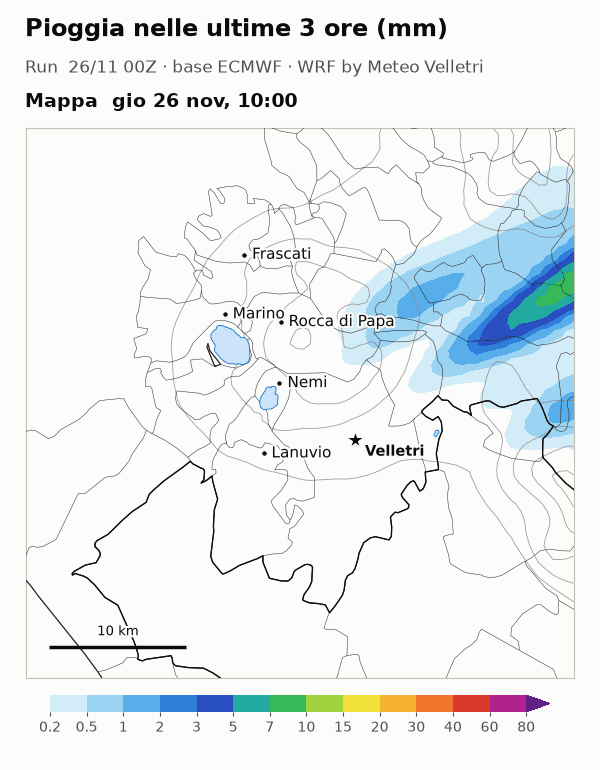 Pioggia nelle ultime 3 ore (mm)
Run  26/11 00Z · base ECMWF · WRF by Meteo Velletri
Mappa  gio 26 nov, 10:00
Frascati
Marino
Rocca di Papa
Nemi
Velletri
Lanuvio
10 km
0.2 0.5 1 2 3 5 7 10 15 20 30 40 60 80